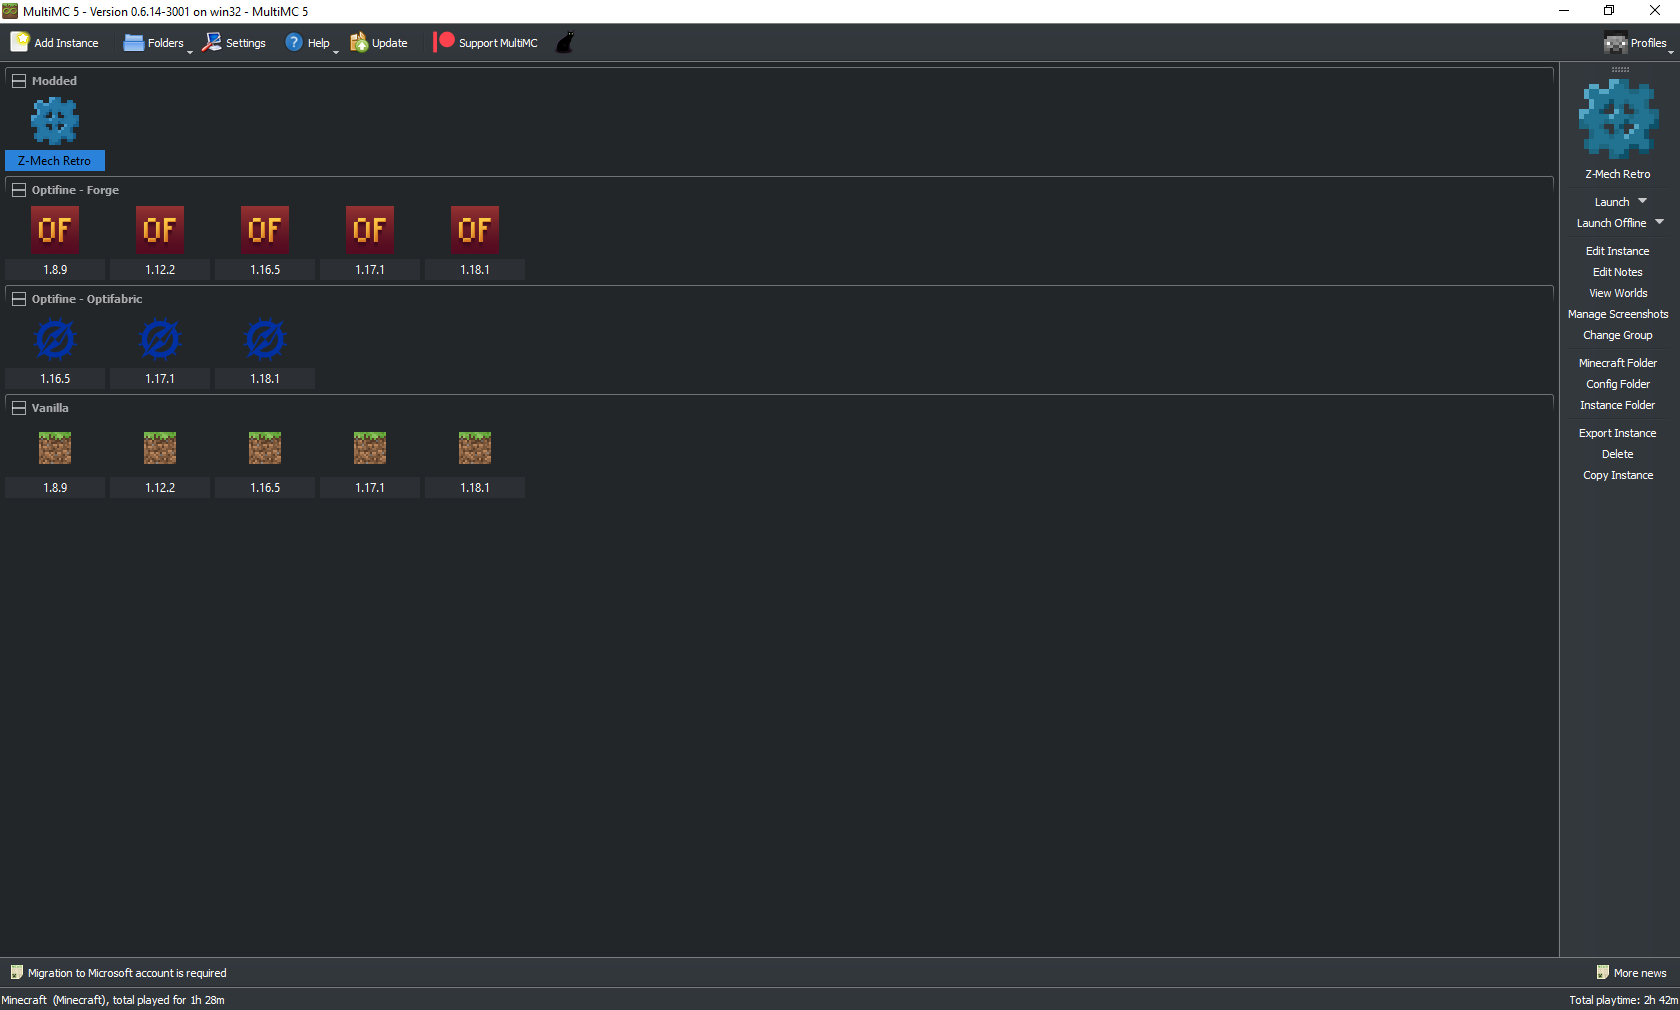 MultiMC 5 - Version 0.6.14-3001 on win32 - MultiMC 5
Add Instance Folders Settings Help Update Support MultiMC Profiles
Modded
Z-Mech Retro
Optifine - Forge
OF OF OF OF OF
1.8.9 1.12.2 1.16.5 1.17.1 1.18.1
Optifine - Optifabric
1.16.5 1.17.1 1.18.1
Vanilla
1.8.9 1.12.2 1.16.5 1.17.1 1.18.1
Z-Mech Retro
Launch
Launch Offline
Edit Instance
Edit Notes
View Worlds
Manage Screenshots
Change Group
Minecraft Folder
Config Folder
Instance Folder
Export Instance
Delete
Copy Instance
Migration to Microsoft account is required More news
Minecraft (Minecraft), total played for 1h 28m Total playtime: 2h 42m